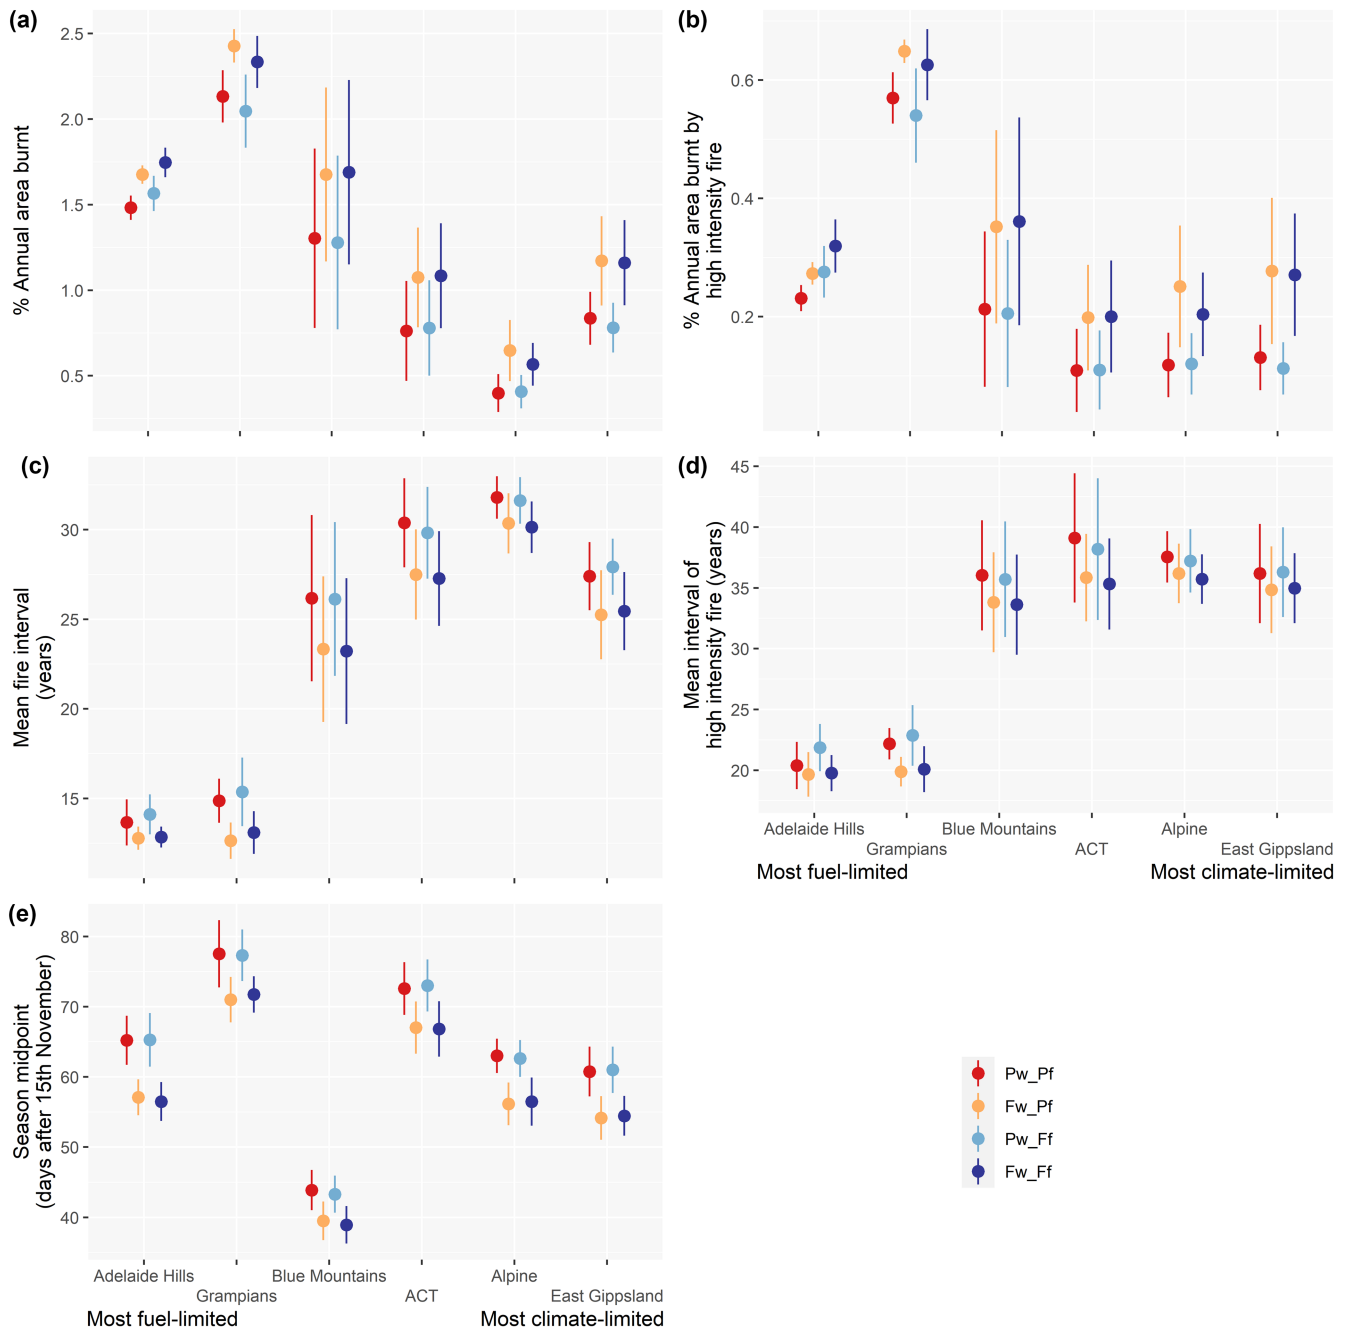 (a)
% Annual area burnt
2.5
2.0
1.5
1.0
0.5
(b)
% Annual area burnt by
high intensity fire
0.6
0.4
0.2
(c)
Mean fire interval
(years)
30
25
20
15
(d)
Mean interval of
high intensity fire (years)
45
40
35
30
25
20
Adelaide Hills Blue Mountains Alpine
Grampians ACT East Gippsland
Most fuel-limited Most climate-limited
(e)
Season midpoint
(days after 15th November)
80
70
60
50
40
Adelaide Hills Blue Mountains Alpine
Grampians ACT East Gippsland
Most fuel-limited Most climate-limited
Pw_Pf
Fw_Pf
Pw_Ff
Fw_Ff